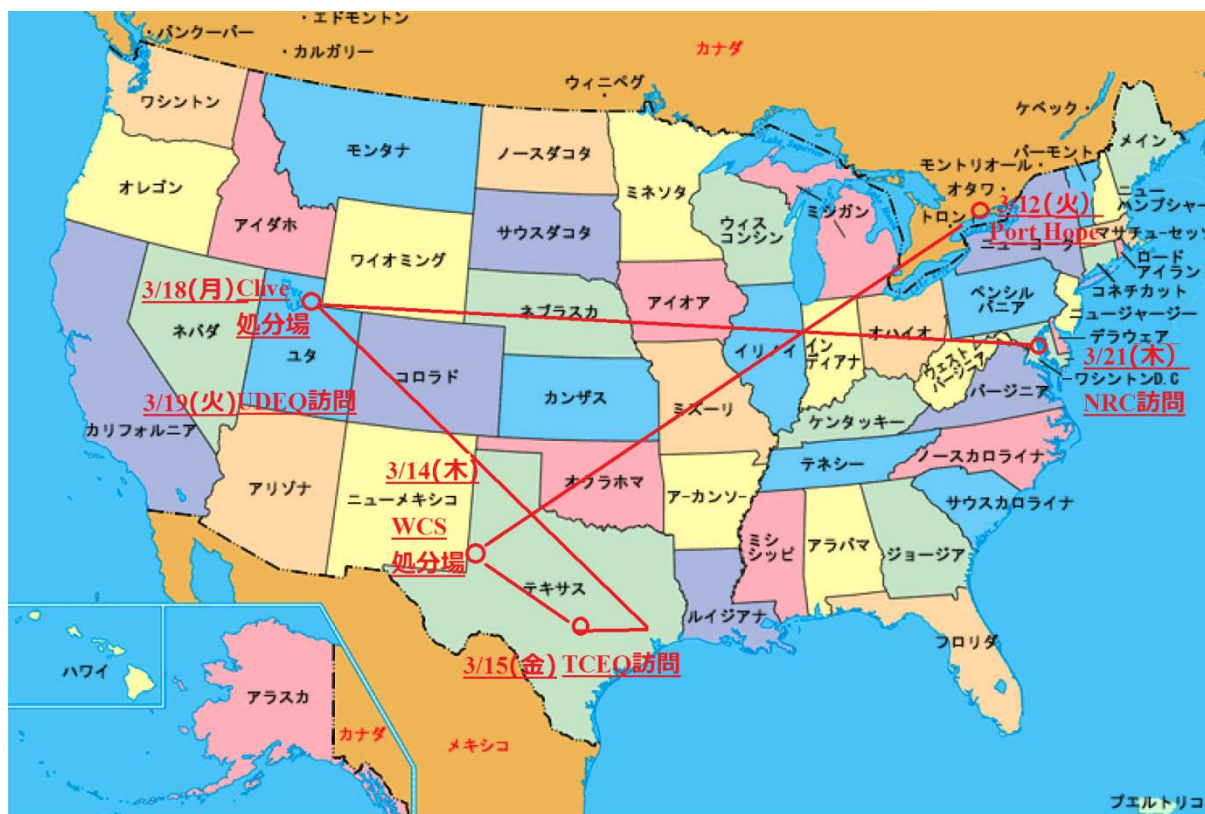 ・エドモントン
・バンクーバー
・カルガリー
カナダ
ウィニペグ
ケベック・
ワシントン
モンタナ
ノースダコタ
ミネソタ
Lake Superior
モントリオール・
バーモント
メイン
オタワ・
オレゴン
アイダホ
サウスダコタ
ウィス
コンシン
ミシガン
トロント
3/12(火)
Port Hope
ニュー
ハンプシャー
マサチューセッツ
ニューヨーク
ロード
アイランド
コネチカット
ワイオミング
3/18(月)Clive
処分場
ネバダ
ユタ
ネブラスカ
アイオア
イリノイ
イン
ディアナ
オハイオ
ペンシル
バニア
ニュージャージー
デラウェア
3/21(木)
ワシントンD.C
NRC訪問
ウェスト
バージニア
バージニア
コロラド
カンザス
ミズーリ
ケンタッキー
3/19(火)UDEQ訪問
カリフォルニア
テネシー
ノースカロライナ
アリゾナ
3/14(木)
ニューメキシコ
WCS
処分場
オクラホマ
アーカンソー
サウスカロライナ
ミシ
シッピ
アラバマ
ジョージア
テキサス
ルイジアナ
フロリダ
3/15(金) TCEQ訪問
ハワイ
アラスカ
カナダ
メキシコ
プエルトリコ